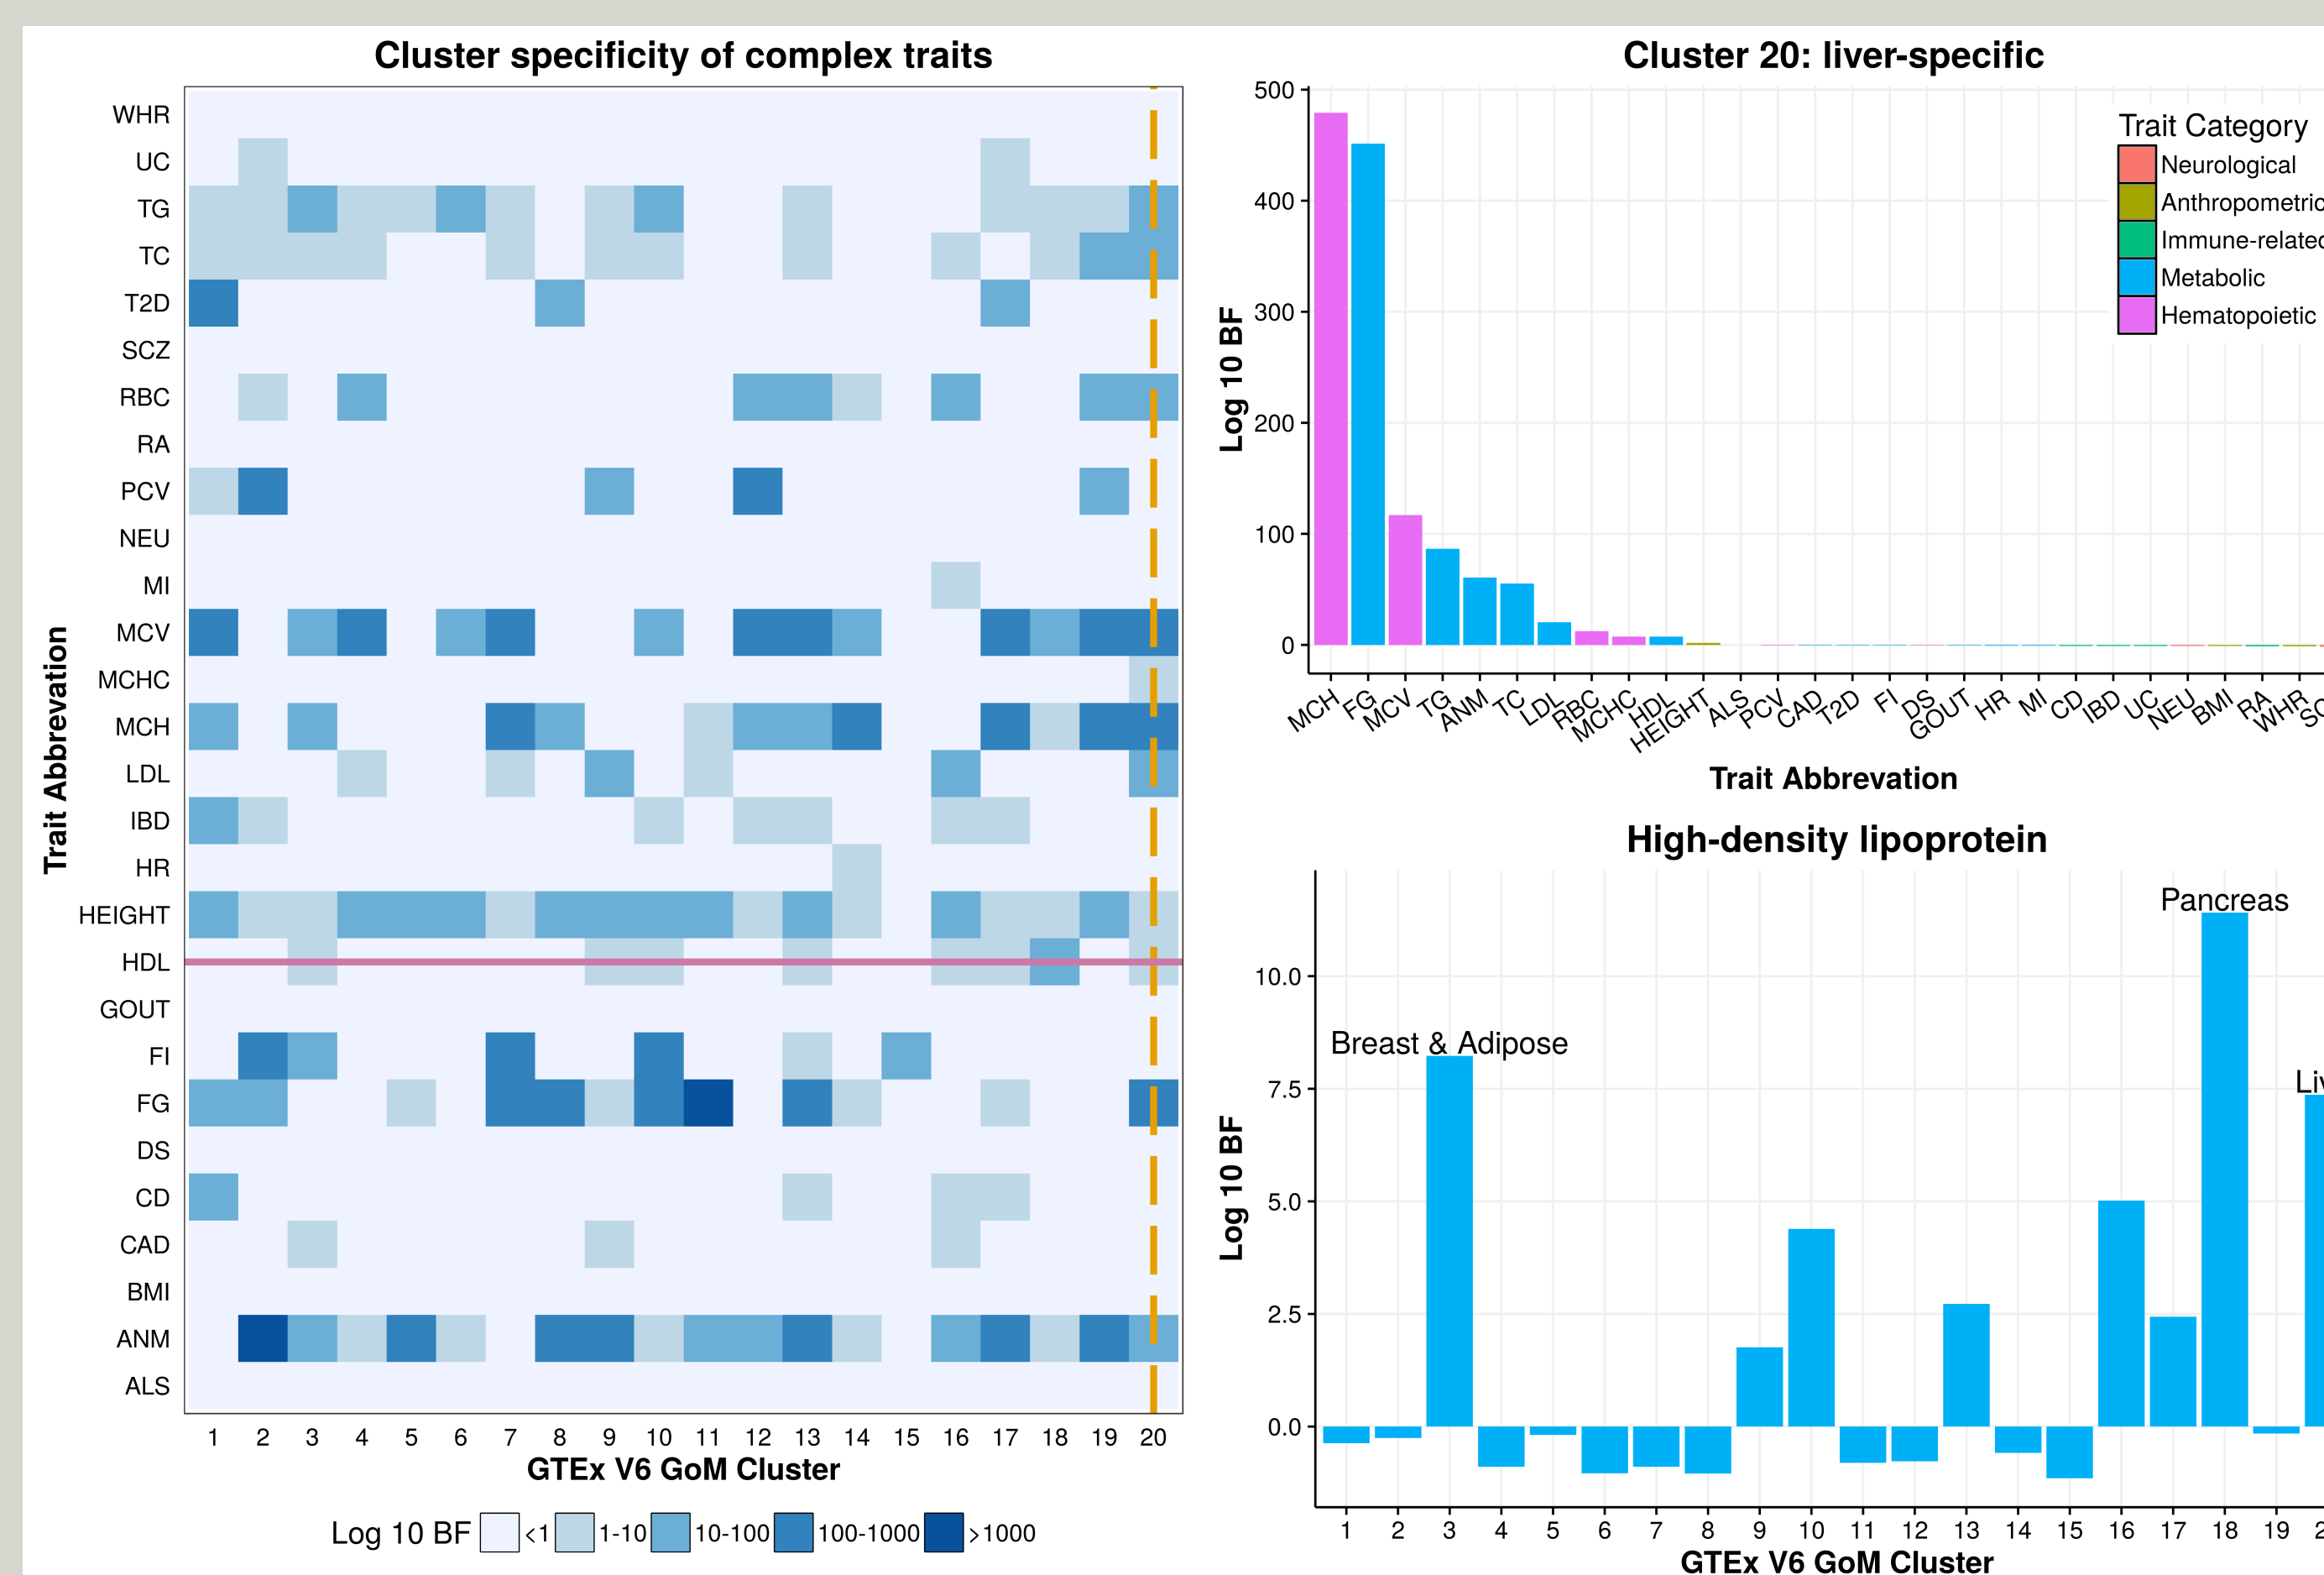 Cluster specificity of complex traits
Trait Abbrevation
WHR
UC
TG
TC
T2D
SCZ
RBC
RA
PCV
NEU
MI
MCV
MCHC
MCH
LDL
IBD
HR
HEIGHT
HDL
GOUT
FI
FG
DS
CD
CAD
BMI
ANM
ALS
1 2 3 4 5 6 7 8 9 10 11 12 13 14 15 16 17 18 19 20
GTEx V6 GoM Cluster
Log 10 BF <1 1-10 10-100 100-1000 >1000
Cluster 20: liver-specific
Log 10 BF
500
400
300
200
100
0
Trait Category
Neurological
Anthropometric
Immune-related
Metabolic
Hematopoietic
MCH FG MCV TG ANM TC LDL RBC MCHC HDL HEIGHT ALS PCV CAD T2D FI DS GOUT HR MI CD IBD UC NEU BMI RA WHR
Trait Abbrevation
High-density lipoprotein
Log 10 BF
10.0
7.5
5.0
2.5
0.0
Pancreas
Breast & Adipose
1 2 3 4 5 6 7 8 9 10 11 12 13 14 15 16 17 18 19
GTEx V6 GoM Cluster